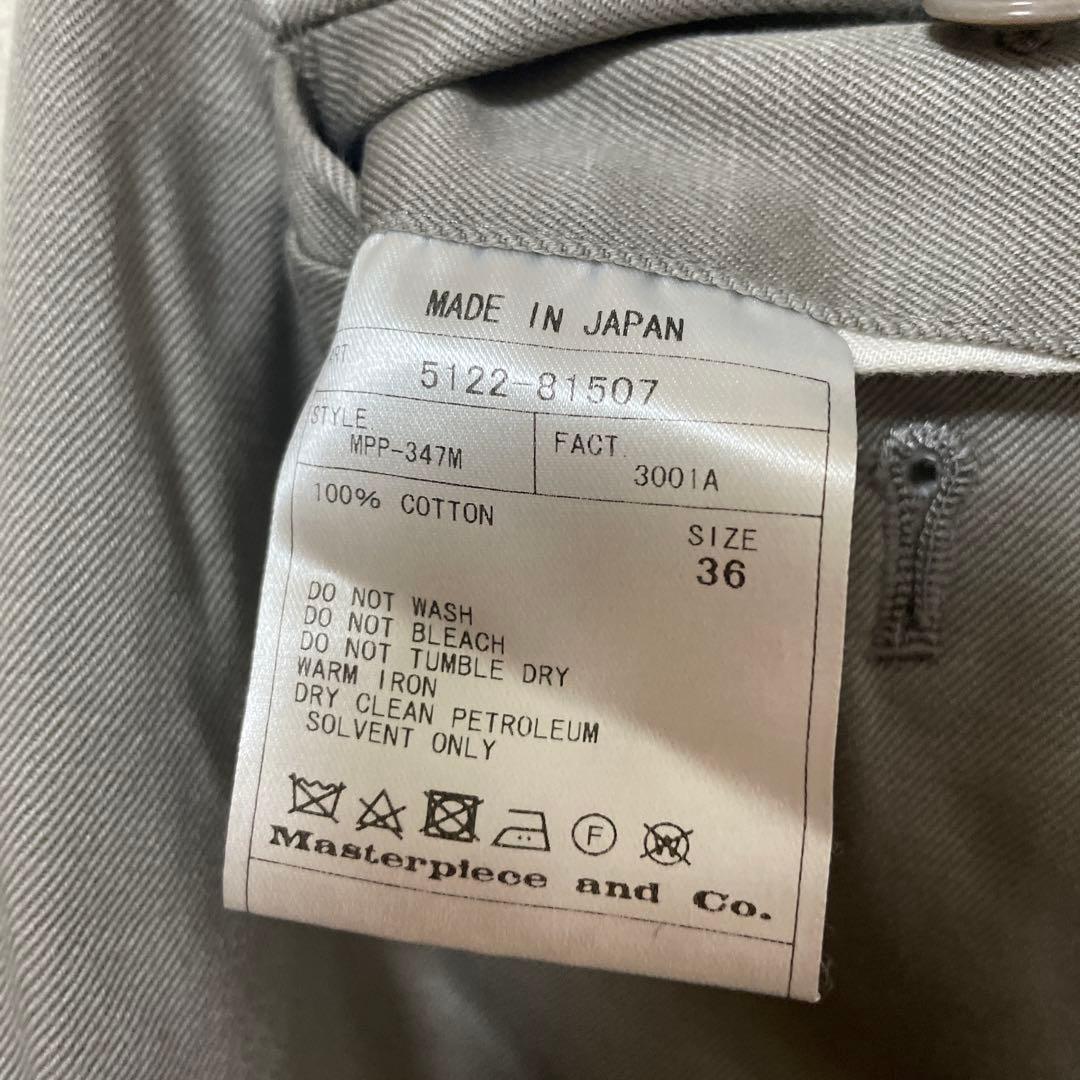 MADE IN JAPAN
5122-81507
STYLE
MPP-347M
FACT.
3001A
100% COTTON
SIZE
36
DO NOT WASH
DO NOT BLEACH
DO NOT TUMBLE DRY
WARM IRON
DRY CLEAN PETROLEUM
SOLVENT ONLY
F
W
Masterpiece and Co.